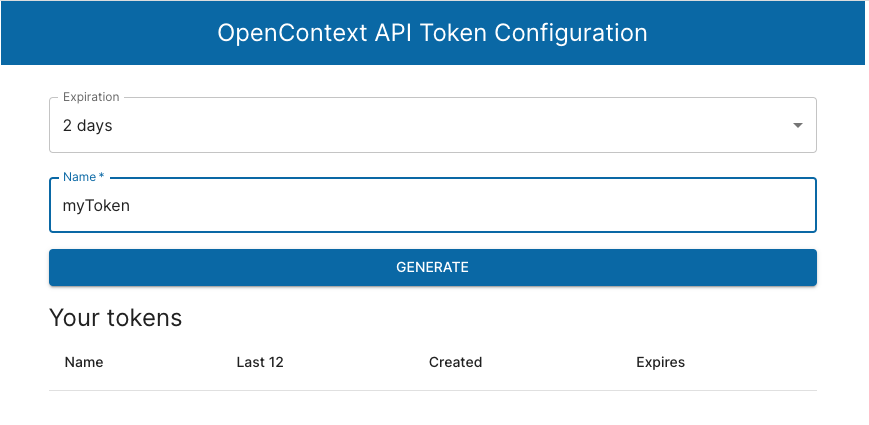 OpenContext API Token Configuration
Expiration
2 days
Name *
myToken
GENERATE
Your tokens
Name Last 12 Created Expires